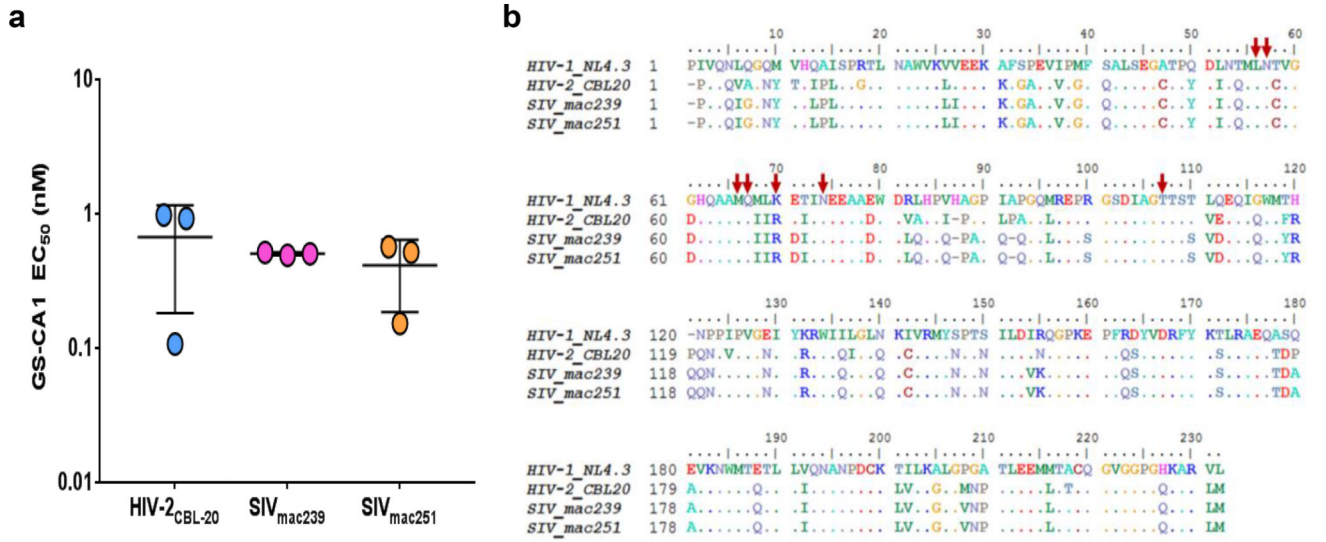 a
b
GS-CA1 EC50 (nM)
10
1
0.1
0.01
HIV-2CBL-20
SIVmac239
SIVmac251
10 20 30 40 50 60
HIV-1_NL4.3 1 PIVQNLQGQM VHQAISPRTL NAWVKVVEEK AFSPEVIPMF SALSEGATPQ DLNTMLNTVG
HIV-2_CBL20 1 -P..QVA.NY T.IPL..G.. .....LI... K.GA..V.G. Q.....C..Y .I.Q...C..
SIV_mac239 1 -P..QIG.NY ..LPL..... .....LI... K.GA..V.G. Q.....C..Y .I.Q...C..
SIV_mac251 1 -P..QIG.NY ..LPL..... .....LI... K.GA..V.G. Q.....C..Y .I.Q...C..
70 80 90 100 110 120
HIV-1_NL4.3 61 GHQAAMQMLK ETINEEAAEW DRLHPVHAGP IAPGQMREPR GSDIAGTTST LQEQIGWMTH
HIV-2_CBL20 60 D......IIR .I......D. .VA..I-P.. LPA..L.... .......... VE...Q..FR
SIV_mac239 60 D......IIR DI......D. .LQ..Q-PA. Q-Q..L...S .........S VD...Q..YR
SIV_mac251 60 D......IIR DI......D. .LQ..Q-PA. Q-Q..L...S .........S VD...Q..YR
130 140 150 160 170 180
HIV-1_NL4.3 120 -NPPIPVGEI YKRWIILGLN KIVRMYSPTS ILDIRQGPKE PFRDYVDRFY KTLRAEQASQ
HIV-2_CBL20 119 PQN.V...N. .R...QI..Q .C....N..N ....N..... ..QS...... .S.....TDP
SIV_mac239 118 QQN.....N. .R...Q...Q .C....N..N ...VK..... ..QS...... .S.....TDA
SIV_mac251 118 QQN.....N. .R...Q...Q .C....N..N ...VK..... ..QS...... .S.....TDA
190 200 210 220 230
HIV-1_NL4.3 180 EVKNWMTETL LVQNANPDCK TILKALGPGA TLEEMMTACQ GVGGPGHKAR VL
HIV-2_CBL20 179 A......Q.. .I........ LV..G..MNP .....L.T.. .......Q.. LM
SIV_mac239 178 A......Q.. .I........ LV..G..VNP .....L.... .......Q.. LM
SIV_mac251 178 A......Q.. .I........ LV..G..VNP .....L.... .......Q.. LM